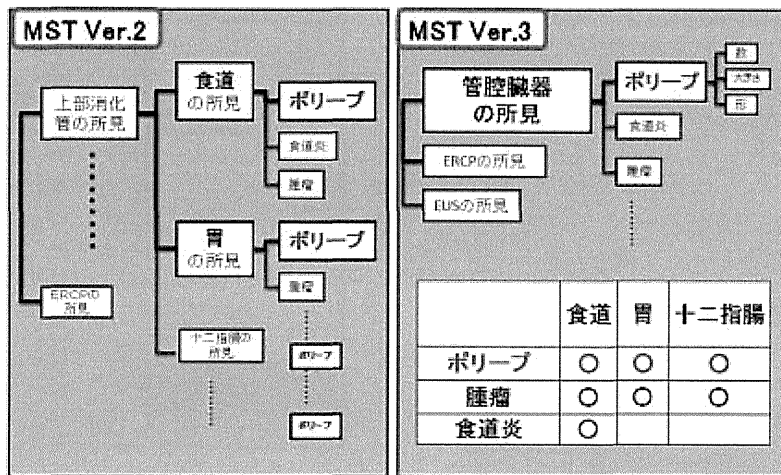 MST Ver.2
上部消化
管の所見
食道
の所見
ポリープ
食道炎
腫瘤
胃
の所見
ポリープ
腫瘤
ERCPの
所見
十二指腸の
所見
ポリープ
ポリープ
MST Ver.3
管腔臓器
の所見
ポリープ
数
大きさ
形
食道炎
腫瘤
ERCPの所見
EUSの所見
食道 胃 十二指腸
ポリープ ○ ○ ○
腫瘤 ○ ○ ○
食道炎 ○